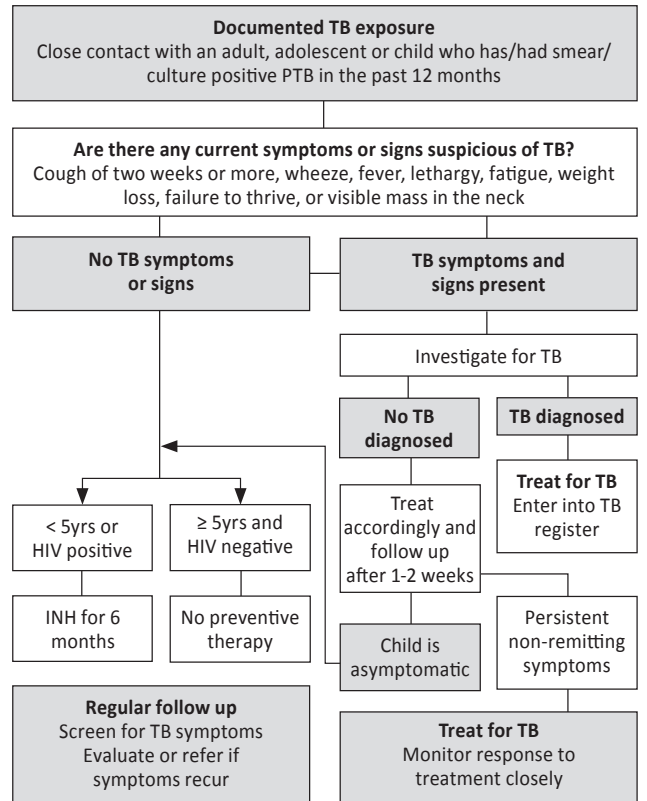 Documented TB exposure
Close contact with an adult, adolescent or child who has/had smear/
culture positive PTB in the past 12 months
Are there any current symptoms or signs suspicious of TB?
Cough of two weeks or more, wheeze, fever, lethargy, fatigue, weight
loss, failure to thrive, or visible mass in the neck
No TB symptoms
or signs
TB symptoms and
signs present
Investigate for TB
No TB
diagnosed
TB diagnosed
Treat for TB
Enter into TB
register
< 5yrs or
HIV positive
≥ 5yrs and
HIV negative
Treat
accordingly and
follow up
after 1-2 weeks
INH for 6
months
No preventive
therapy
Child is
asymptomatic
Persistent
non-remitting
symptoms
Regular follow up
Screen for TB symptoms
Evaluate or refer if
symptoms recur
Treat for TB
Monitor response to
treatment closely